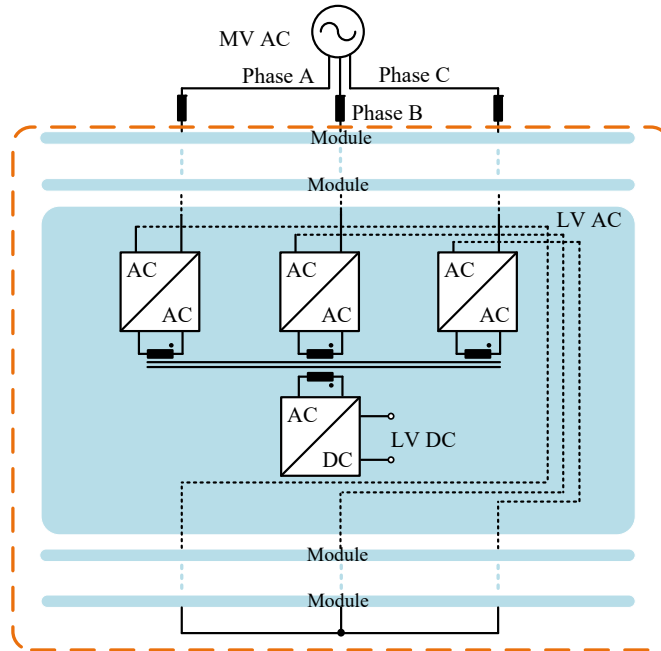 MV AC
Phase A
Phase C
Phase B
Module
Module
LV AC
AC
AC
AC
AC
AC
AC
AC
LV DC
DC
Module
Module